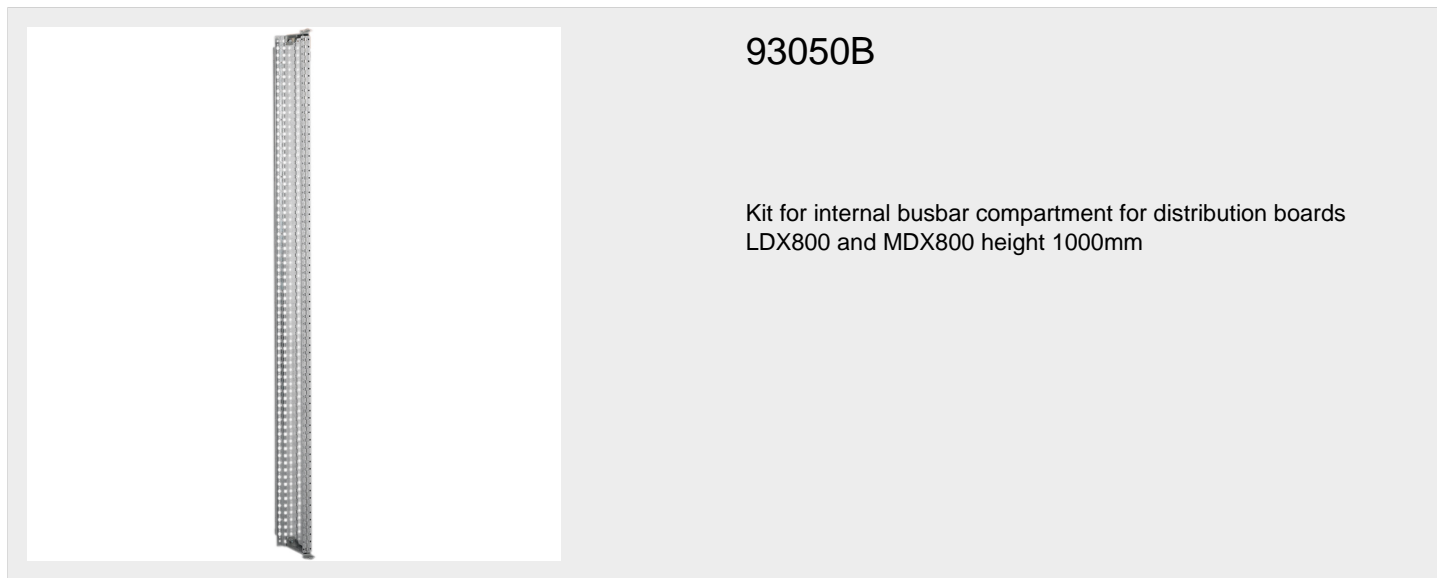 93050B
Kit for internal busbar compartment for distribution boards
LDX800 and MDX800 height 1000mm